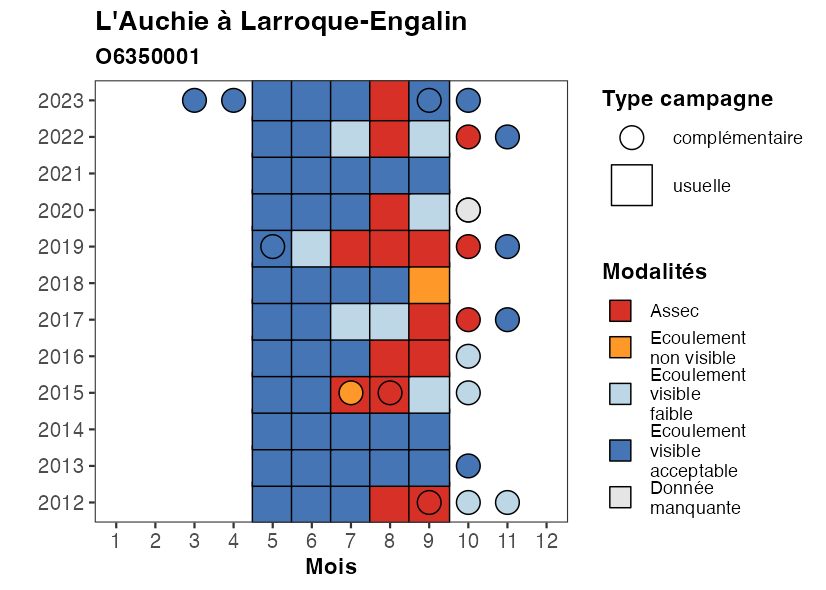 L'Auchie à Larroque-Engalin
O6350001
2023
2022
2021
2020
2019
2018
2017
2016
2015
2014
2013
2012
1 2 3 4 5 6 7 8 9 10 11 12
Mois
Type campagne
complémentaire
usuelle
Modalités
Assec
Ecoulement
non visible
Ecoulement
visible
faible
Ecoulement
visible
acceptable
Donnée
manquante